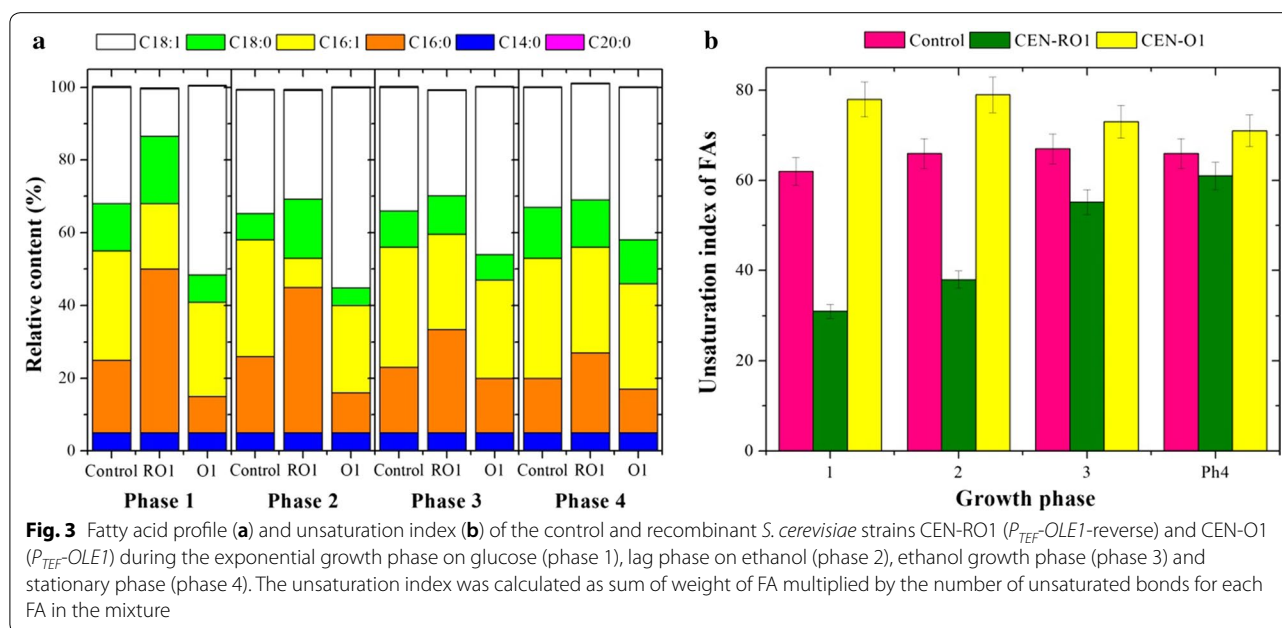 a
C18:1 C18:0 C16:1 C16:0 C14:0 C20:0
Relative content (%)
100
80
60
40
20
0
Control RO1 O1 Control RO1 O1 Control RO1 O1 Control RO1 O1
Phase 1 Phase 2 Phase 3 Phase 4
b
Control CEN-RO1 CEN-O1
Unsaturation index of FAs
80
60
40
20
0
1 2 3 Ph4
Growth phase
Fig. 3 Fatty acid profile (a) and unsaturation index (b) of the control and recombinant S. cerevisiae strains CEN-RO1 (PTEF-OLE1-reverse) and CEN-O1
(PTEF-OLE1) during the exponential growth phase on glucose (phase 1), lag phase on ethanol (phase 2), ethanol growth phase (phase 3) and
stationary phase (phase 4). The unsaturation index was calculated as sum of weight of FA multiplied by the number of unsaturated bonds for each
FA in the mixture